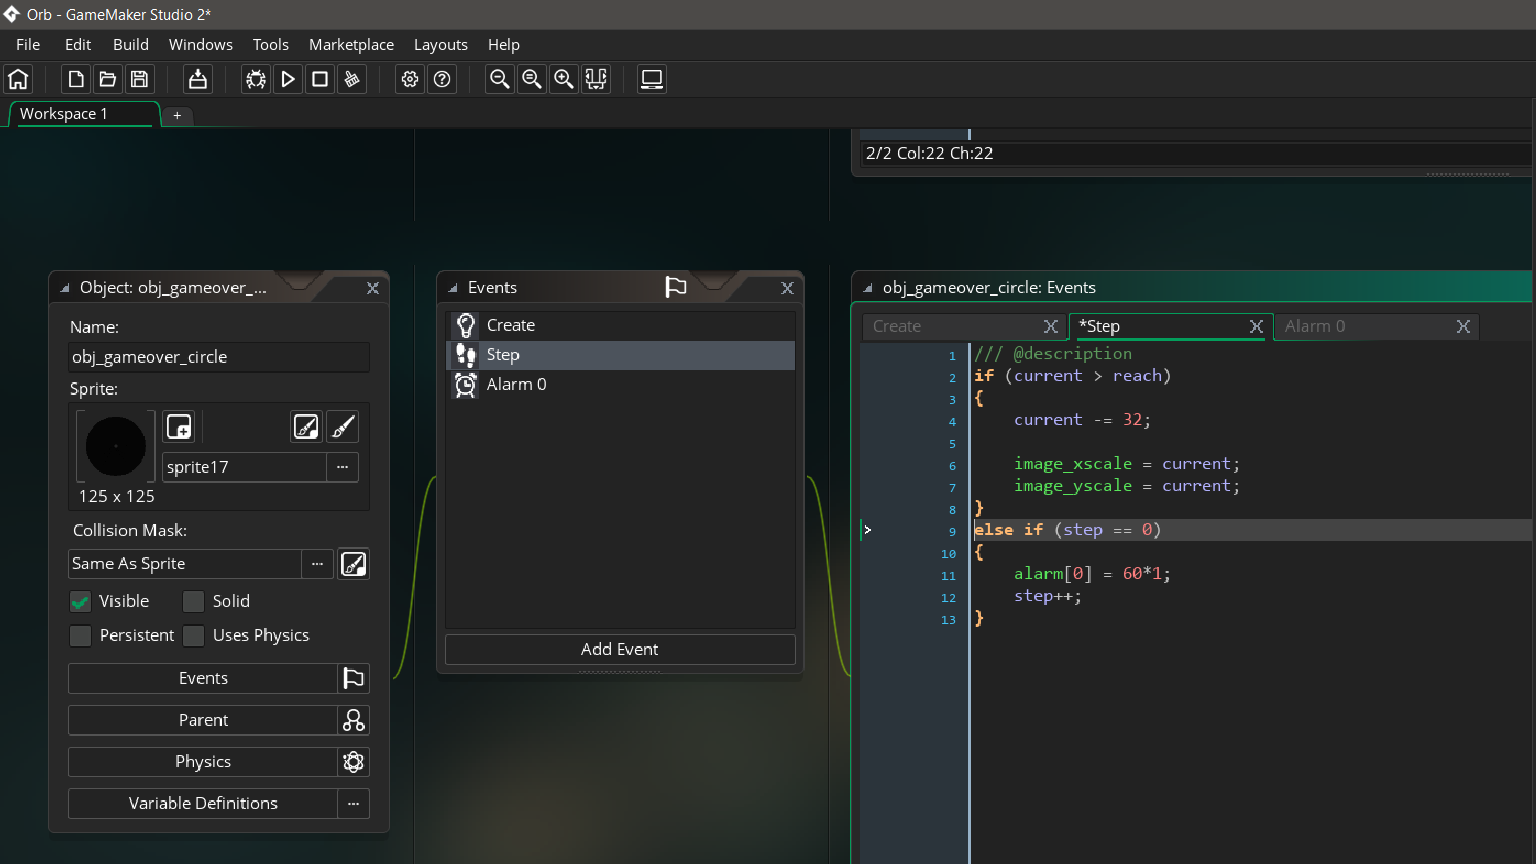 Orb - GameMaker Studio 2*
File Edit Build Windows Tools Marketplace Layouts Help
Workspace 1 +
2/2 Col:22 Ch:22
Object: obj_gameover_...
Name:
obj_gameover_circle
Sprite:
sprite17 ...
125 x 125
Collision Mask:
Same As Sprite ...
Visible Solid
Persistent Uses Physics
Events
Parent
Physics
Variable Definitions ...
Events
Create
Step
Alarm 0
Add Event
obj_gameover_circle: Events
Create *Step Alarm 0
1 /// @description
2 if (current > reach)
3 {
4 current -= 32;
5
6 image_xscale = current;
7 image_yscale = current;
8 }
9 else if (step == 0)
10 {
11 alarm[0] = 60*1;
12 step++;
13 }